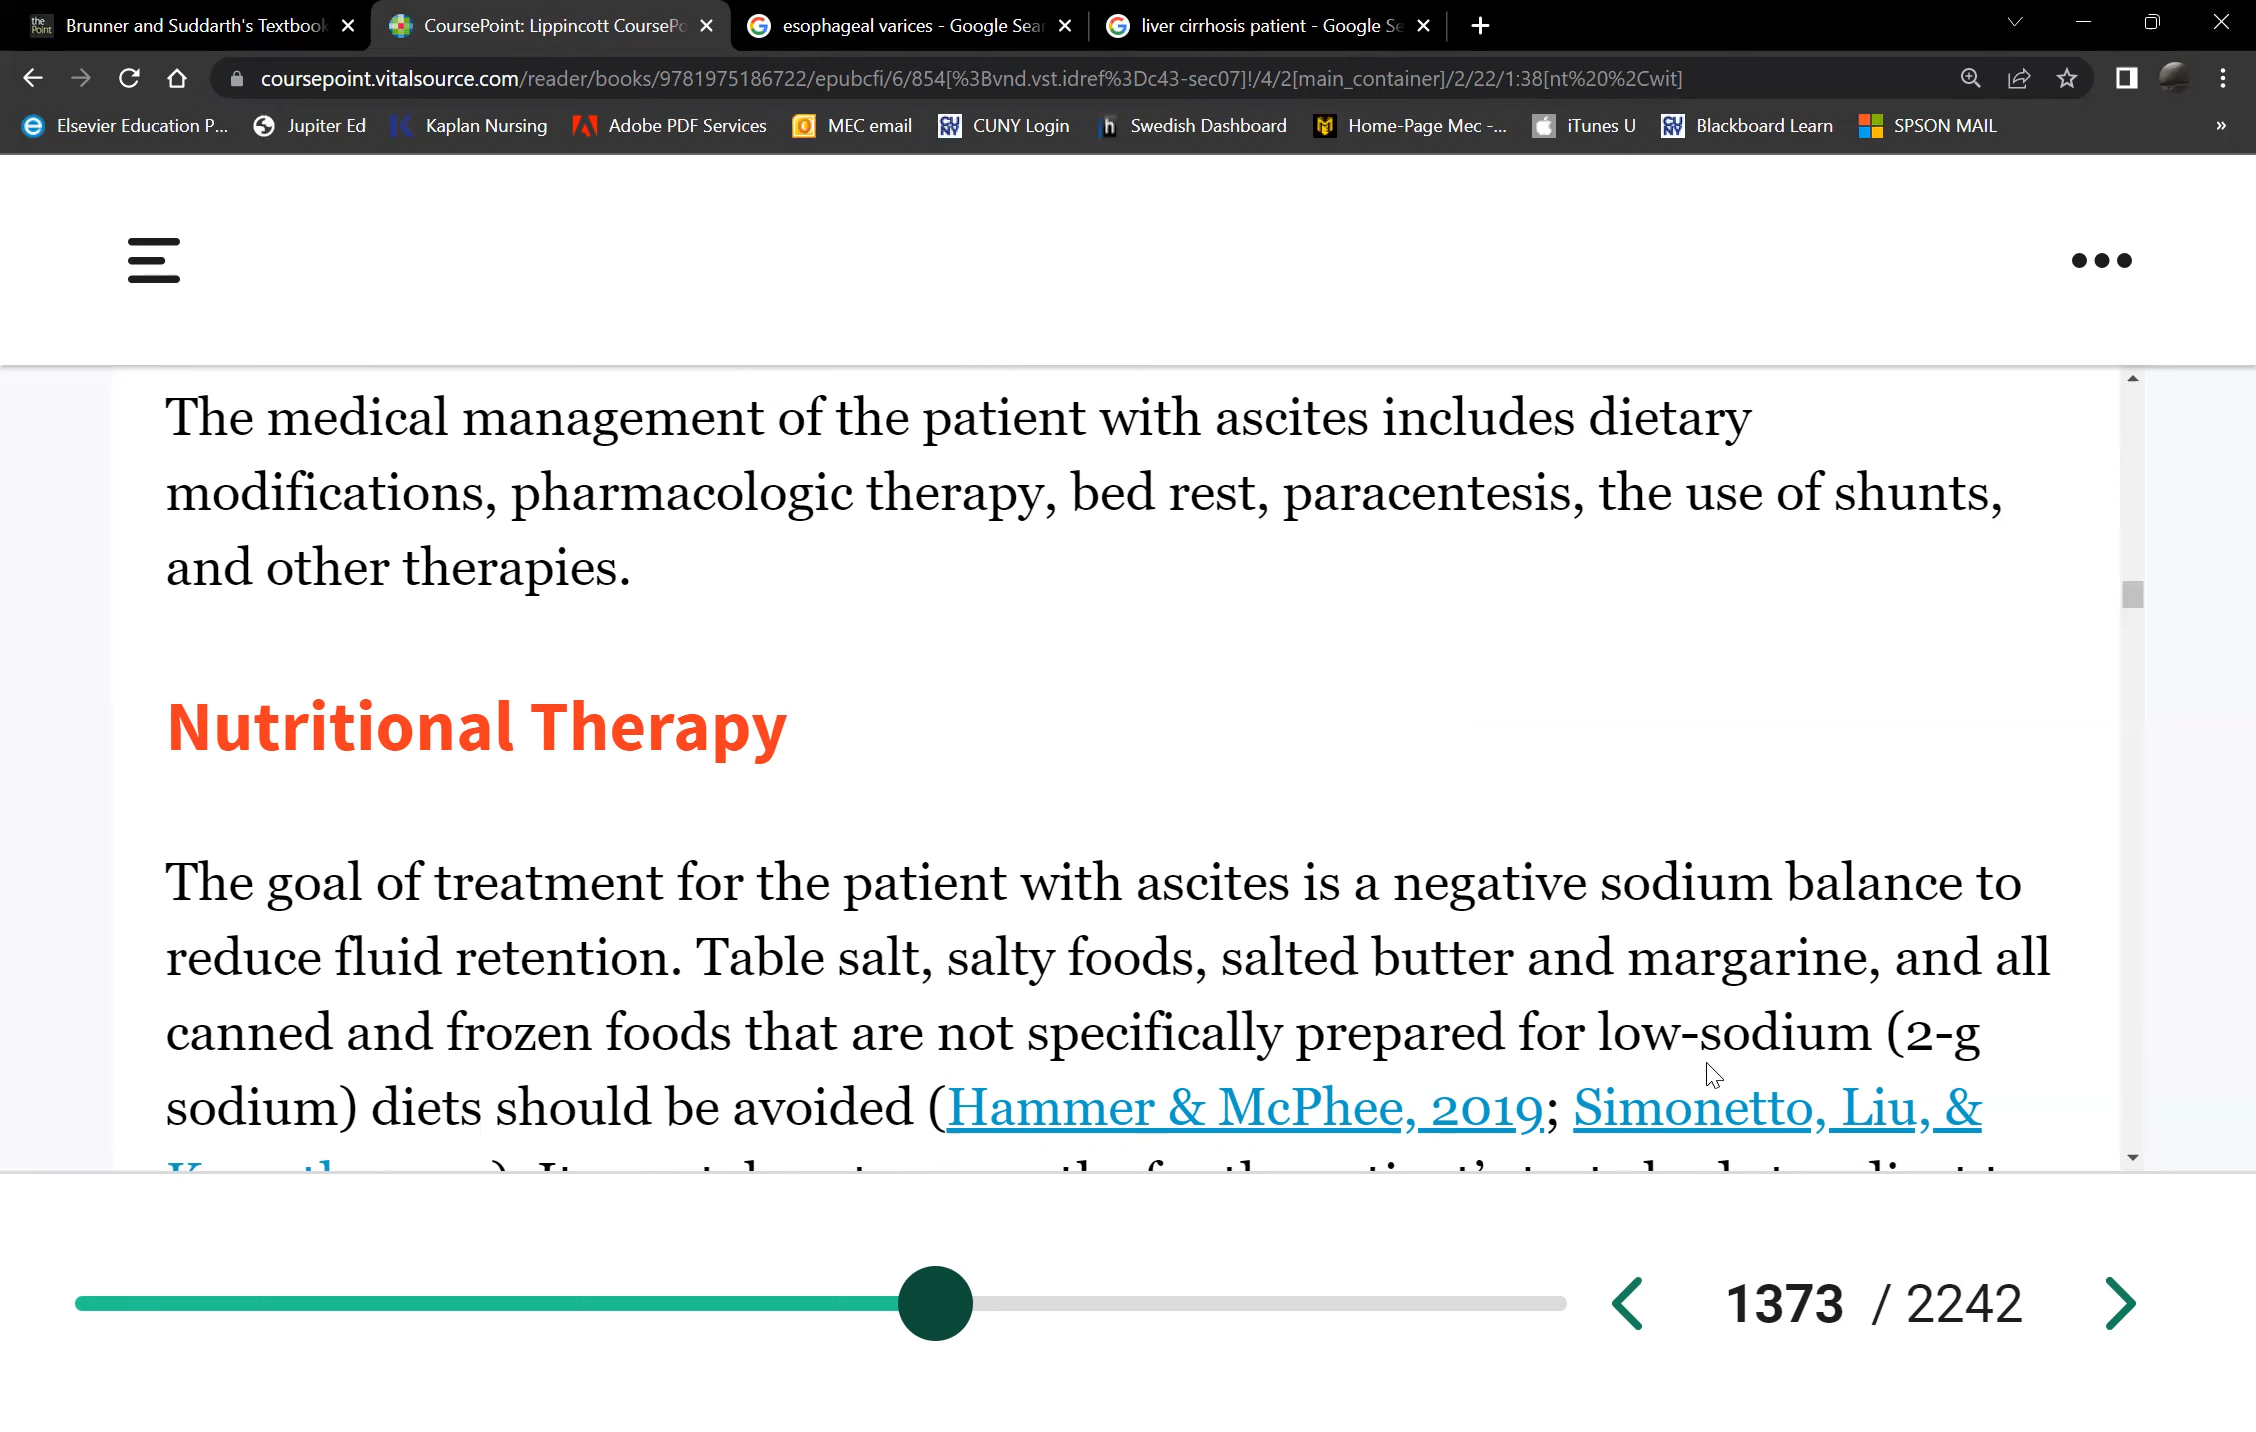 the Point
Brunner and Suddarth's Textbook
CoursePoint: Lippincott CoursePo
esophageal varices - Google Sear
liver cirrhosis patient - Google Se
coursepoint.vitalsource.com/reader/books/9781975186722/epubcfi/6/854[%3Bvnd.vst.idref%3Dc43-sec07]!/4/2[main_container]/2/22/1:38[nt%20%2Cwit]
Elsevier Education P...
Jupiter Ed
Kaplan Nursing
Adobe PDF Services
MEC email
CUNY Login
Swedish Dashboard
Home-Page Mec -...
iTunes U
Blackboard Learn
SPSON MAIL
The medical management of the patient with ascites includes dietary
modifications, pharmacologic therapy, bed rest, paracentesis, the use of shunts,
and other therapies.
Nutritional Therapy
The goal of treatment for the patient with ascites is a negative sodium balance to
reduce fluid retention. Table salt, salty foods, salted butter and margarine, and all
canned and frozen foods that are not specifically prepared for low-sodium (2-g
sodium) diets should be avoided (Hammer & McPhee, 2019; Simonetto, Liu, &
1373 / 2242